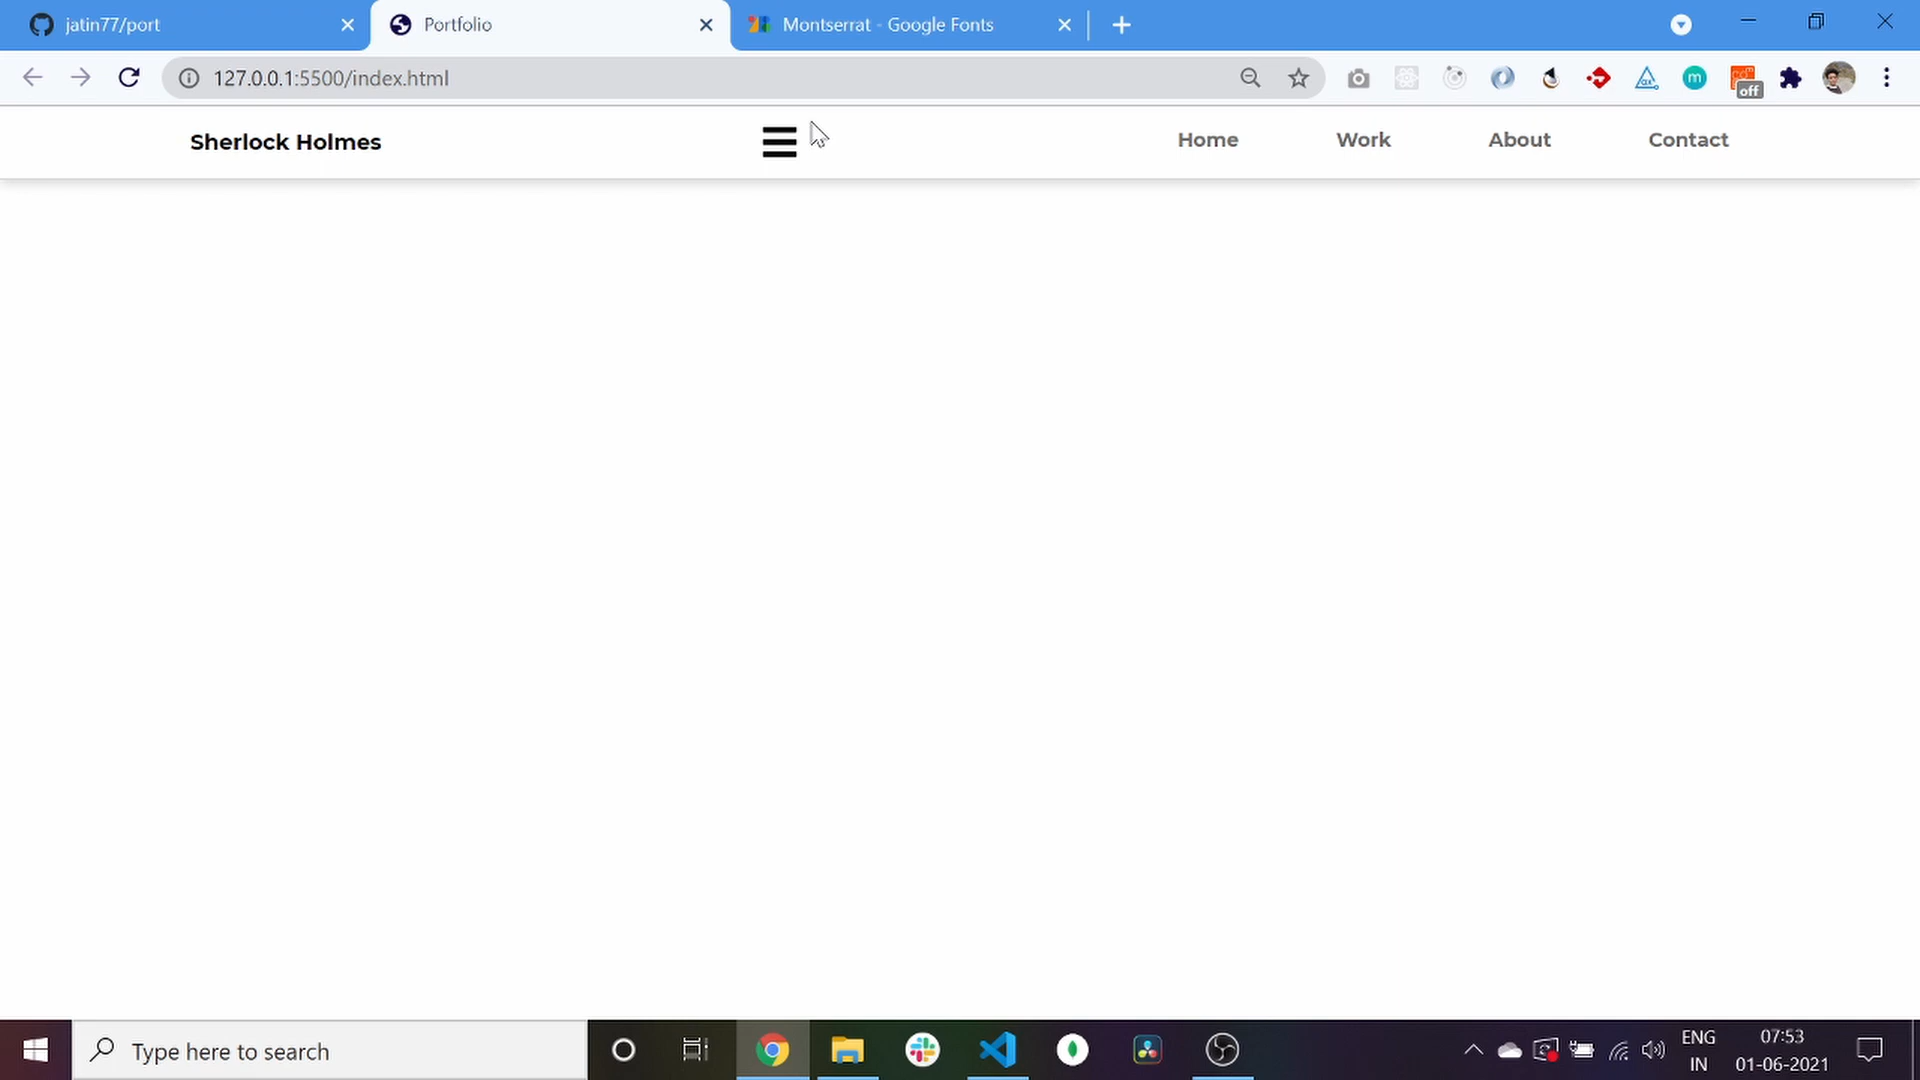 jatin77/port
Portfolio
Montserrat - Google Fonts
127.0.0.1:5500/index.html
off
Sherlock Holmes
Home
Work
About
Contact
Type here to search
ENG
IN
07:53
01-06-2021